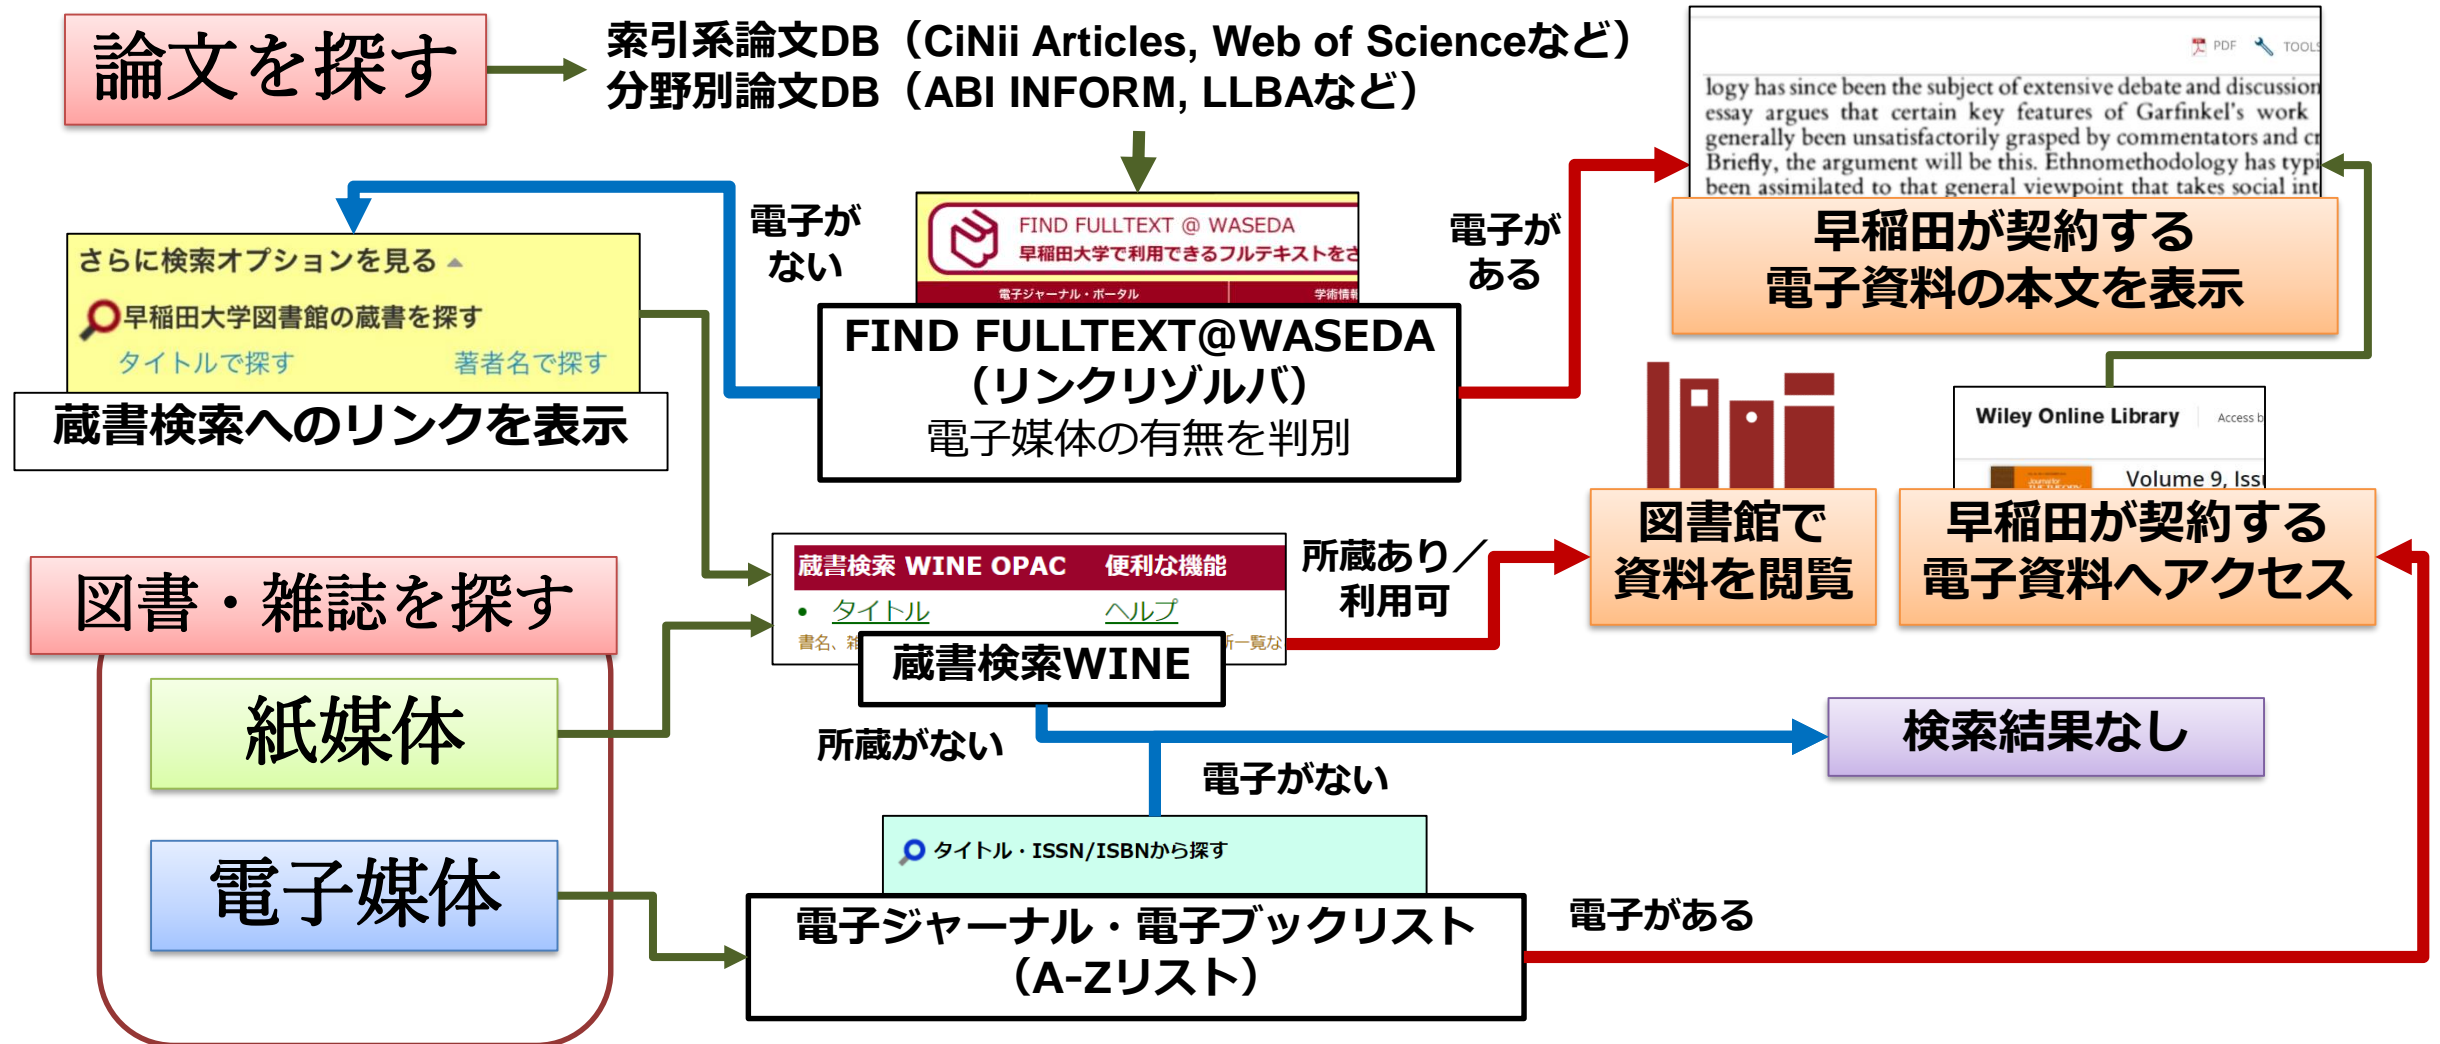 論文を探す
索引系論文DB（CiNii Articles, Web of Scienceなど）
分野別論文DB（ABI INFORM, LLBAなど）
PDF TOOLS
logy has since been the subject of extensive debate and discussion
essay argues that certain key features of Garfinkel's work
generally been unsatisfactorily grasped by commentators and cr
Briefly, the argument will be this. Ethnomethodology has typi
been assimilated to that general viewpoint that takes social int
早稲田が契約する
電子資料の本文を表示
電子が
ない
FIND FULLTEXT @ WASEDA
早稲田大学で利用できるフルテキストをさ
電子ジャーナル・ポータル
学術情報
電子が
ある
FIND FULLTEXT@WASEDA
（リンクリゾルバ）
電子媒体の有無を判別
さらに検索オプションを見る
早稲田大学図書館の蔵書を探す
タイトルで探す 著者名で探す
蔵書検索へのリンクを表示
Wiley Online Library
Access b
Volume 9, Issu
図書館で
資料を閲覧
早稲田が契約する
電子資料へアクセス
図書・雑誌を探す
紙媒体
電子媒体
蔵書検索 WINE OPAC 便利な機能
• タイトル ヘルプ
書名、雑 所一覧な
蔵書検索WINE
所蔵あり／
利用可
所蔵がない
電子がない
検索結果なし
タイトル・ISSN/ISBNから探す
電子ジャーナル・電子ブックリスト
（A-Zリスト）
電子がある